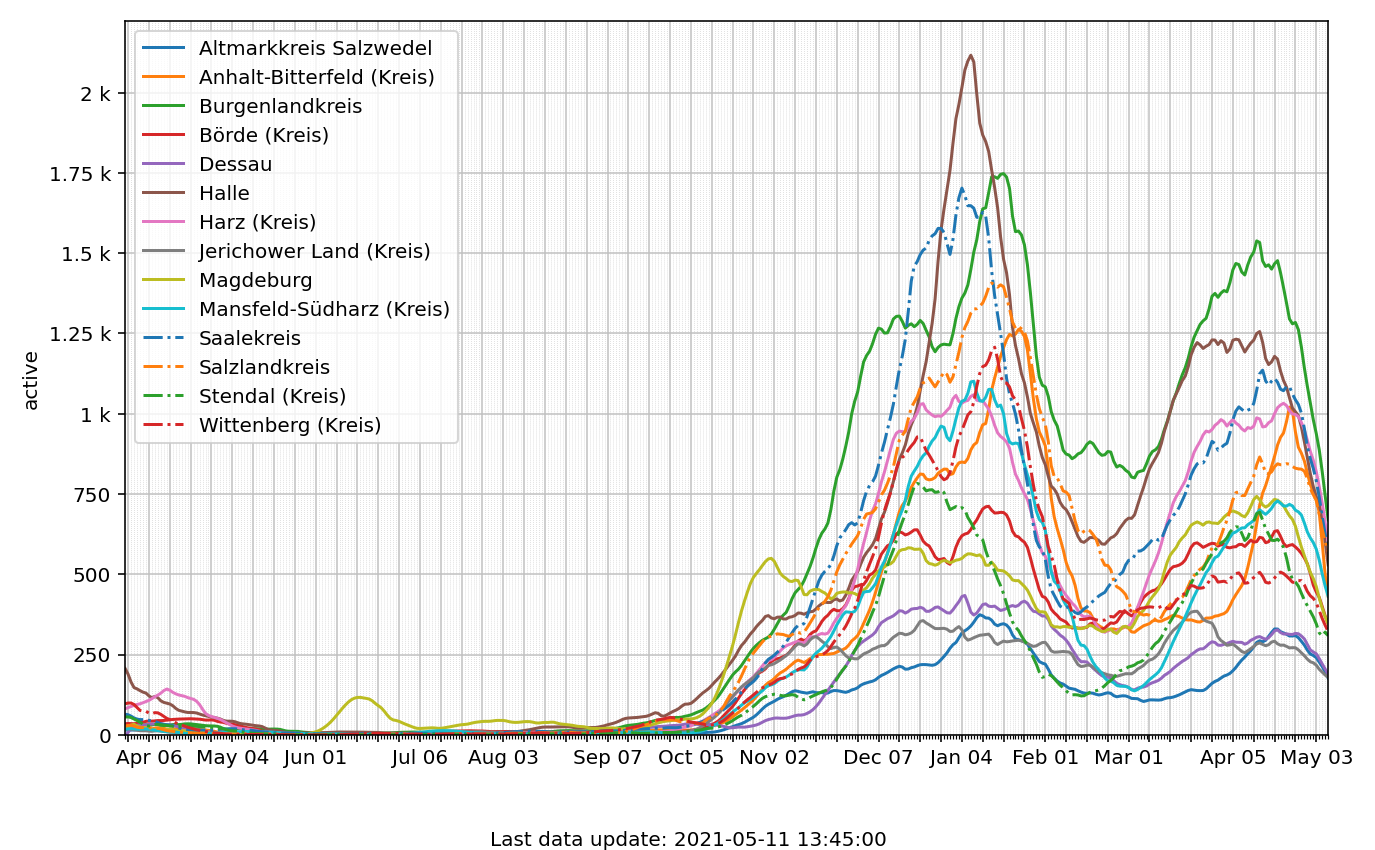 Altmarkkreis Salzwedel
Anhalt-Bitterfeld (Kreis)
Burgenlandkreis
Börde (Kreis)
Dessau
Halle
Harz (Kreis)
Jerichower Land (Kreis)
Magdeburg
Mansfeld-Südharz (Kreis)
Saalekreis
Salzlandkreis
Stendal (Kreis)
Wittenberg (Kreis)
active
2 k
1.75 k
1.5 k
1.25 k
1 k
750
500
250
0
Apr 06 May 04 Jun 01 Jul 06 Aug 03 Sep 07 Oct 05 Nov 02 Dec 07 Jan 04 Feb 01 Mar 01 Apr 05 May 03
Last data update: 2021-05-11 13:45:00